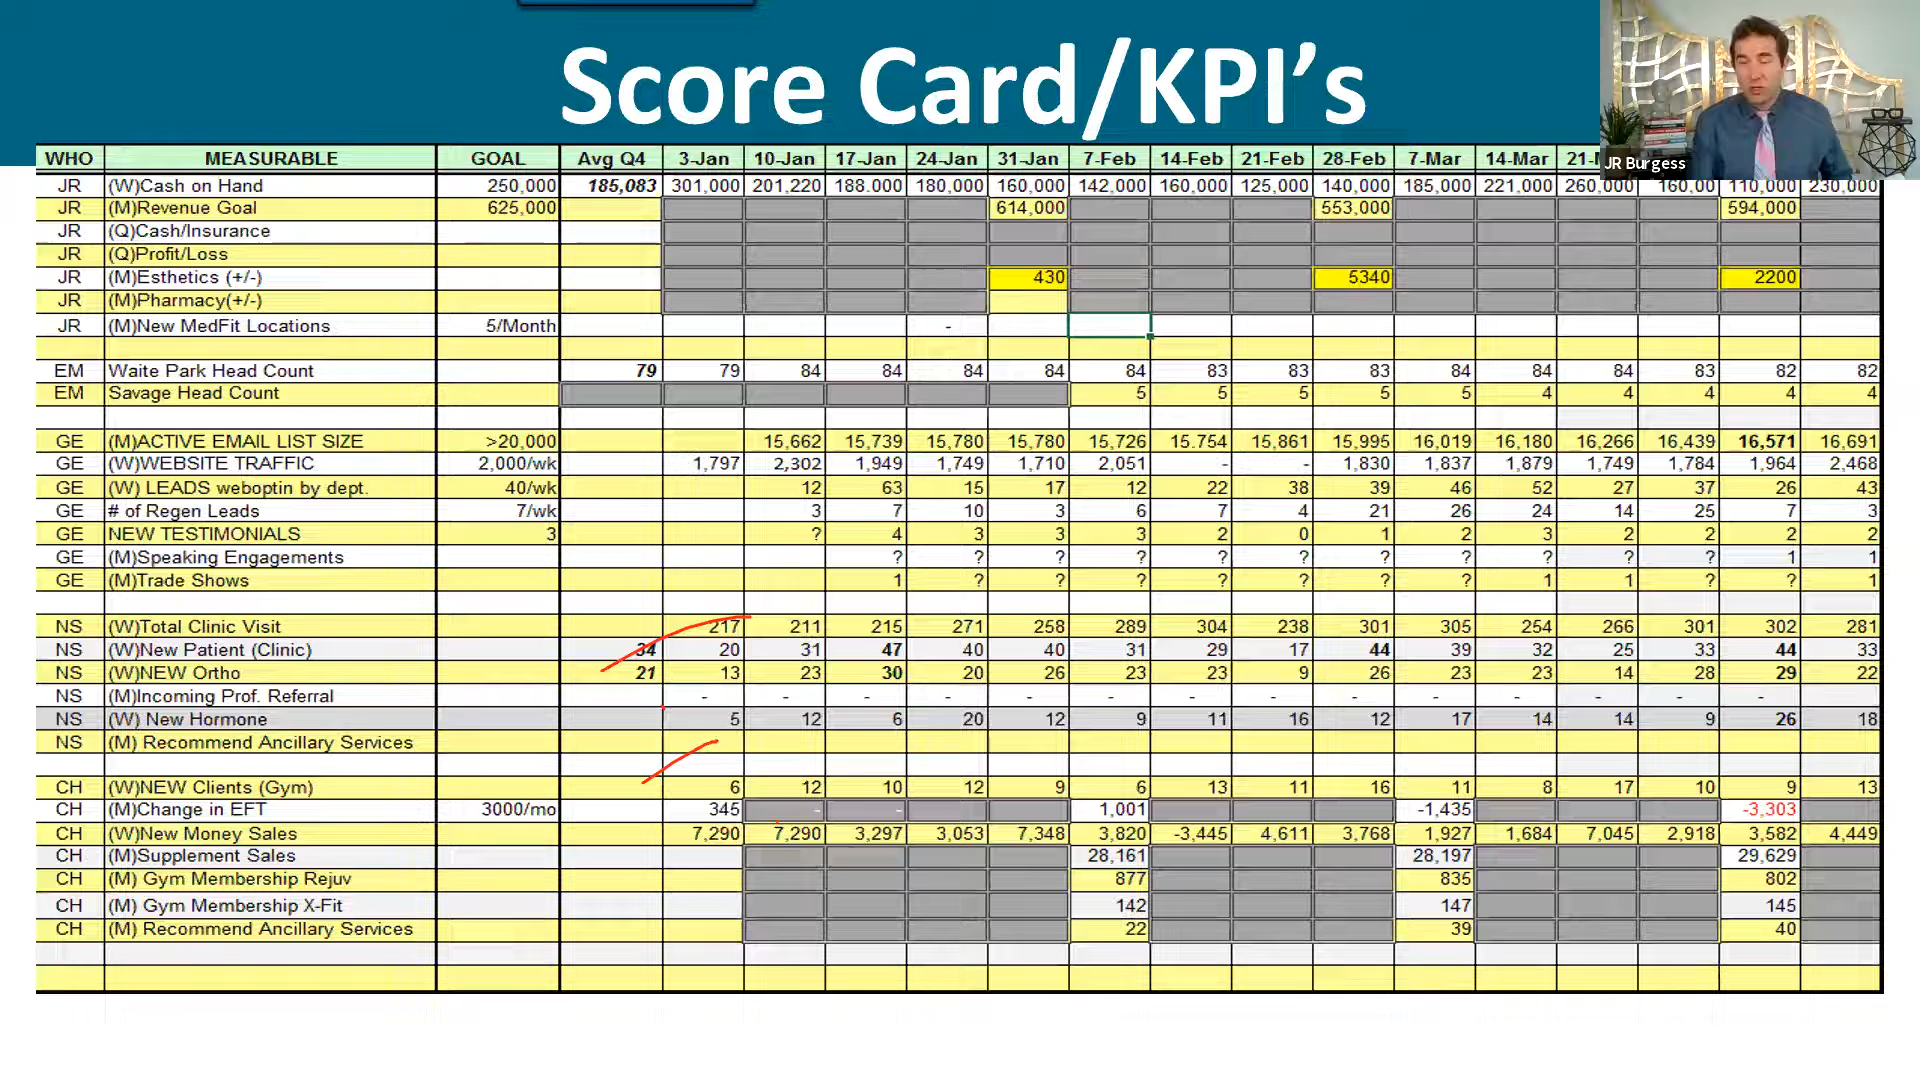 Score Card/KPI's
JR Burgess
WHO MEASURABLE GOAL Avg Q4 3-Jan 10-Jan 17-Jan 24-Jan 31-Jan 7-Feb 14-Feb 21-Feb 28-Feb 7-Mar 14-Mar
JR (W)Cash on Hand 250,000 185,083 301,000 201,220 188.000 180,000 160,000 142,000 160,000 125,000 140,000 185,000 221,000 260,000 160,00 110,000 230,000
JR (M)Revenue Goal 625,000 614,000 553,000 594,000
JR (Q)Cash/Insurance
JR (Q)Profit/Loss
JR (M)Esthetics (+/-) 430 5340 2200
JR (M)Pharmacy(+/-)
JR (M)New MedFit Locations 5/Month -
EM Waite Park Head Count 79 79 84 84 84 84 84 83 83 83 84 84 84 83 82 82
EM Savage Head Count 5 5 5 5 5 4 4 4 4 4
GE (M)ACTIVE EMAIL LIST SIZE >20,000 15,662 15,739 15,780 15,780 15,726 15.754 15,861 15,995 16,019 16,180 16,266 16,439 16,571 16,691
GE (W)WEBSITE TRAFFIC 2,000/wk 1,797 2,302 1,949 1,749 1,710 2,051 - - 1,830 1,837 1,879 1,749 1,784 1,964 2,468
GE (W) LEADS weboptin by dept. 40/wk 12 63 15 17 12 22 38 39 46 52 27 37 26 43
GE # of Regen Leads 7/wk 3 7 10 3 6 7 4 21 26 24 14 25 7 3
GE NEW TESTIMONIALS 3 ? 4 3 3 3 2 0 1 2 3 2 2 2 2
GE (M)Speaking Engagements ? ? ? ? ? ? ? ? ? ? ? 1 1
GE (M)Trade Shows 1 ? ? ? ? ? ? ? 1 1 ? ? 1
NS (W)Total Clinic Visit 217 211 215 271 258 289 304 238 301 305 254 266 301 302 281
NS (W)New Patient (Clinic) 34 20 31 47 40 40 31 29 17 44 39 32 25 33 44 33
NS (W)NEW Ortho 21 13 23 30 20 26 23 23 9 26 23 23 14 28 29 22
NS (M)Incoming Prof. Referral - - - - - - - - - - - - - -
NS (W) New Hormone 5 12 6 20 12 9 11 16 12 17 14 14 9 26 18
NS (M) Recommend Ancillary Services
CH (W)NEW Clients (Gym) 6 12 10 12 9 6 13 11 16 11 8 17 10 9 13
CH (M)Change in EFT 3000/mo 345 - - 1,001 -1,435 -3,303
CH (W)New Money Sales 7,290 7,290 3,297 3,053 7,348 3,820 -3,445 4,611 3,768 1,927 1,684 7,045 2,918 3,582 4,449
CH (M)Supplement Sales 28,161 28,197 29,629
CH (M) Gym Membership Rejuv 877 835 802
CH (M) Gym Membership X-Fit 142 147 145
CH (M) Recommend Ancillary Services 22 39 40